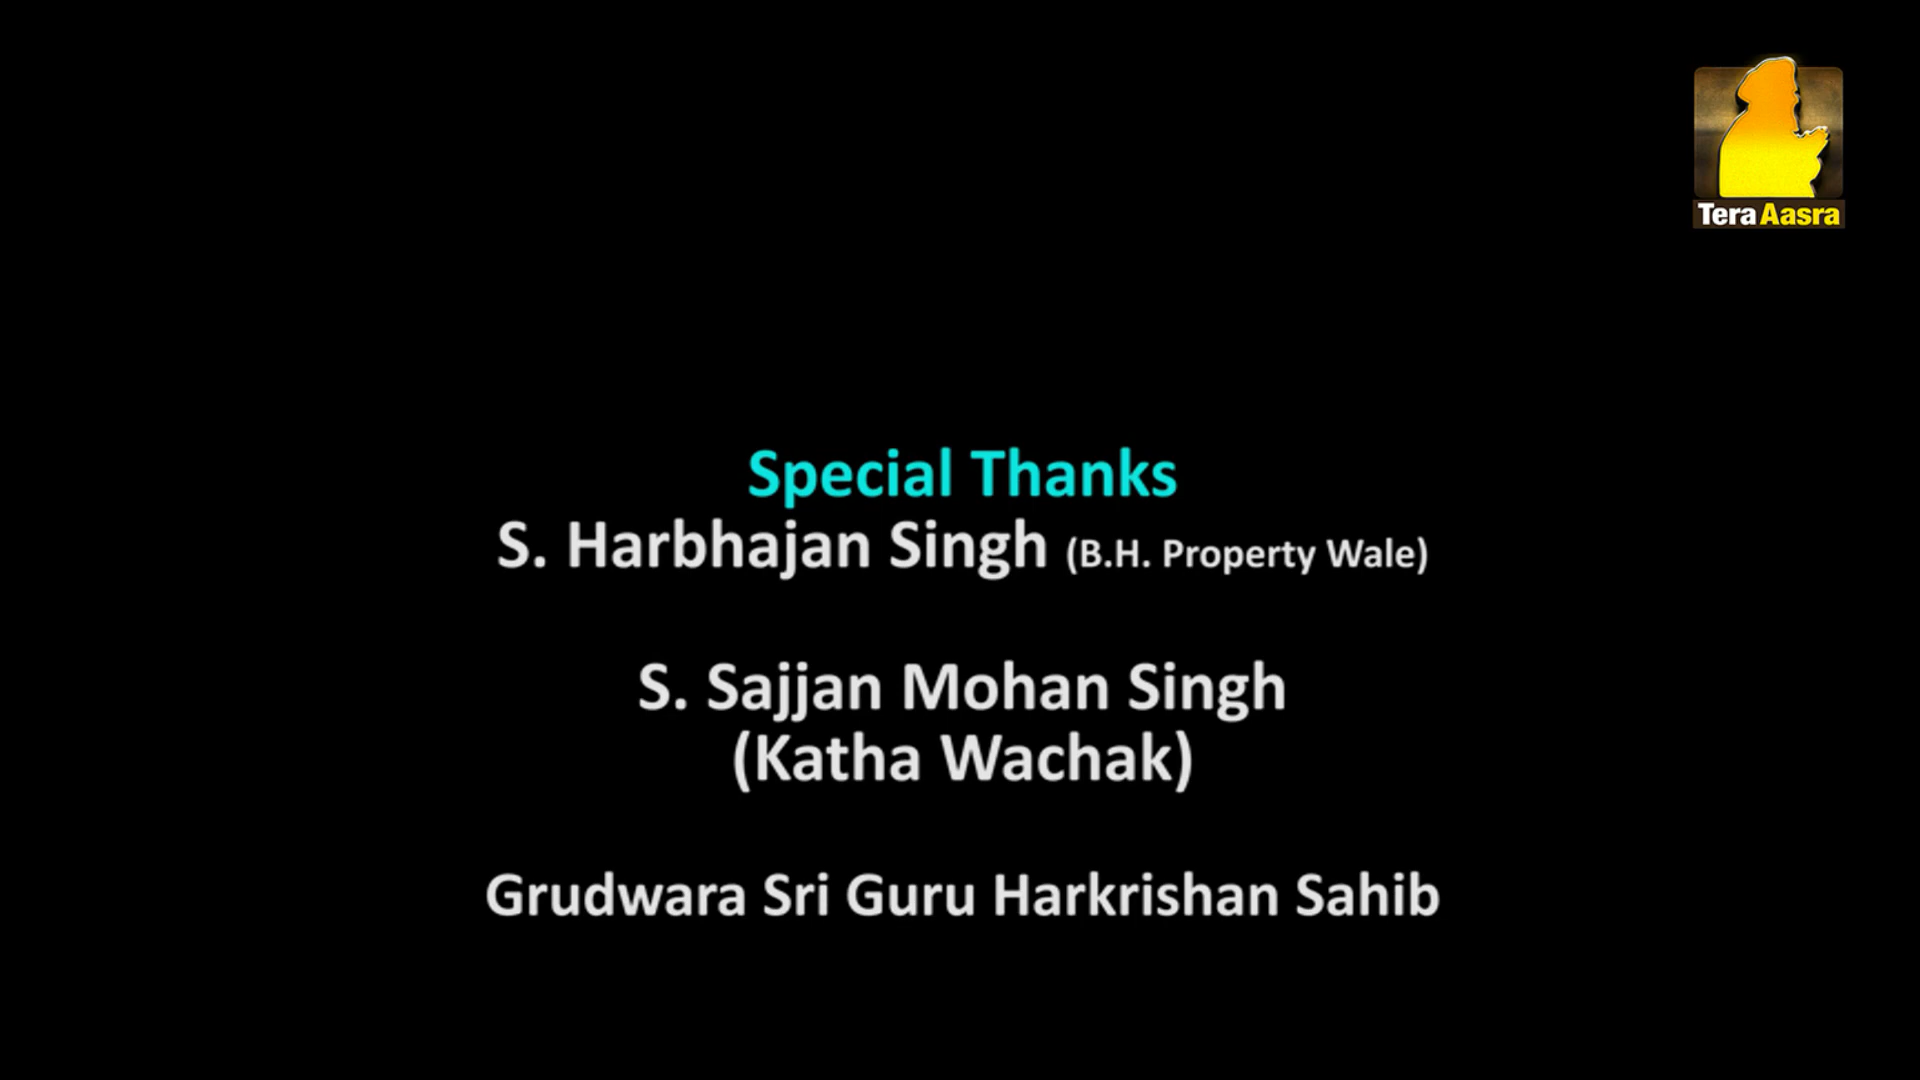 Tera Aasra
Special Thanks
S. Harbhajan Singh (B.H. Property Wale)
S. Sajjan Mohan Singh
(Katha Wachak)
Grudwara Sri Guru Harkrishan Sahib